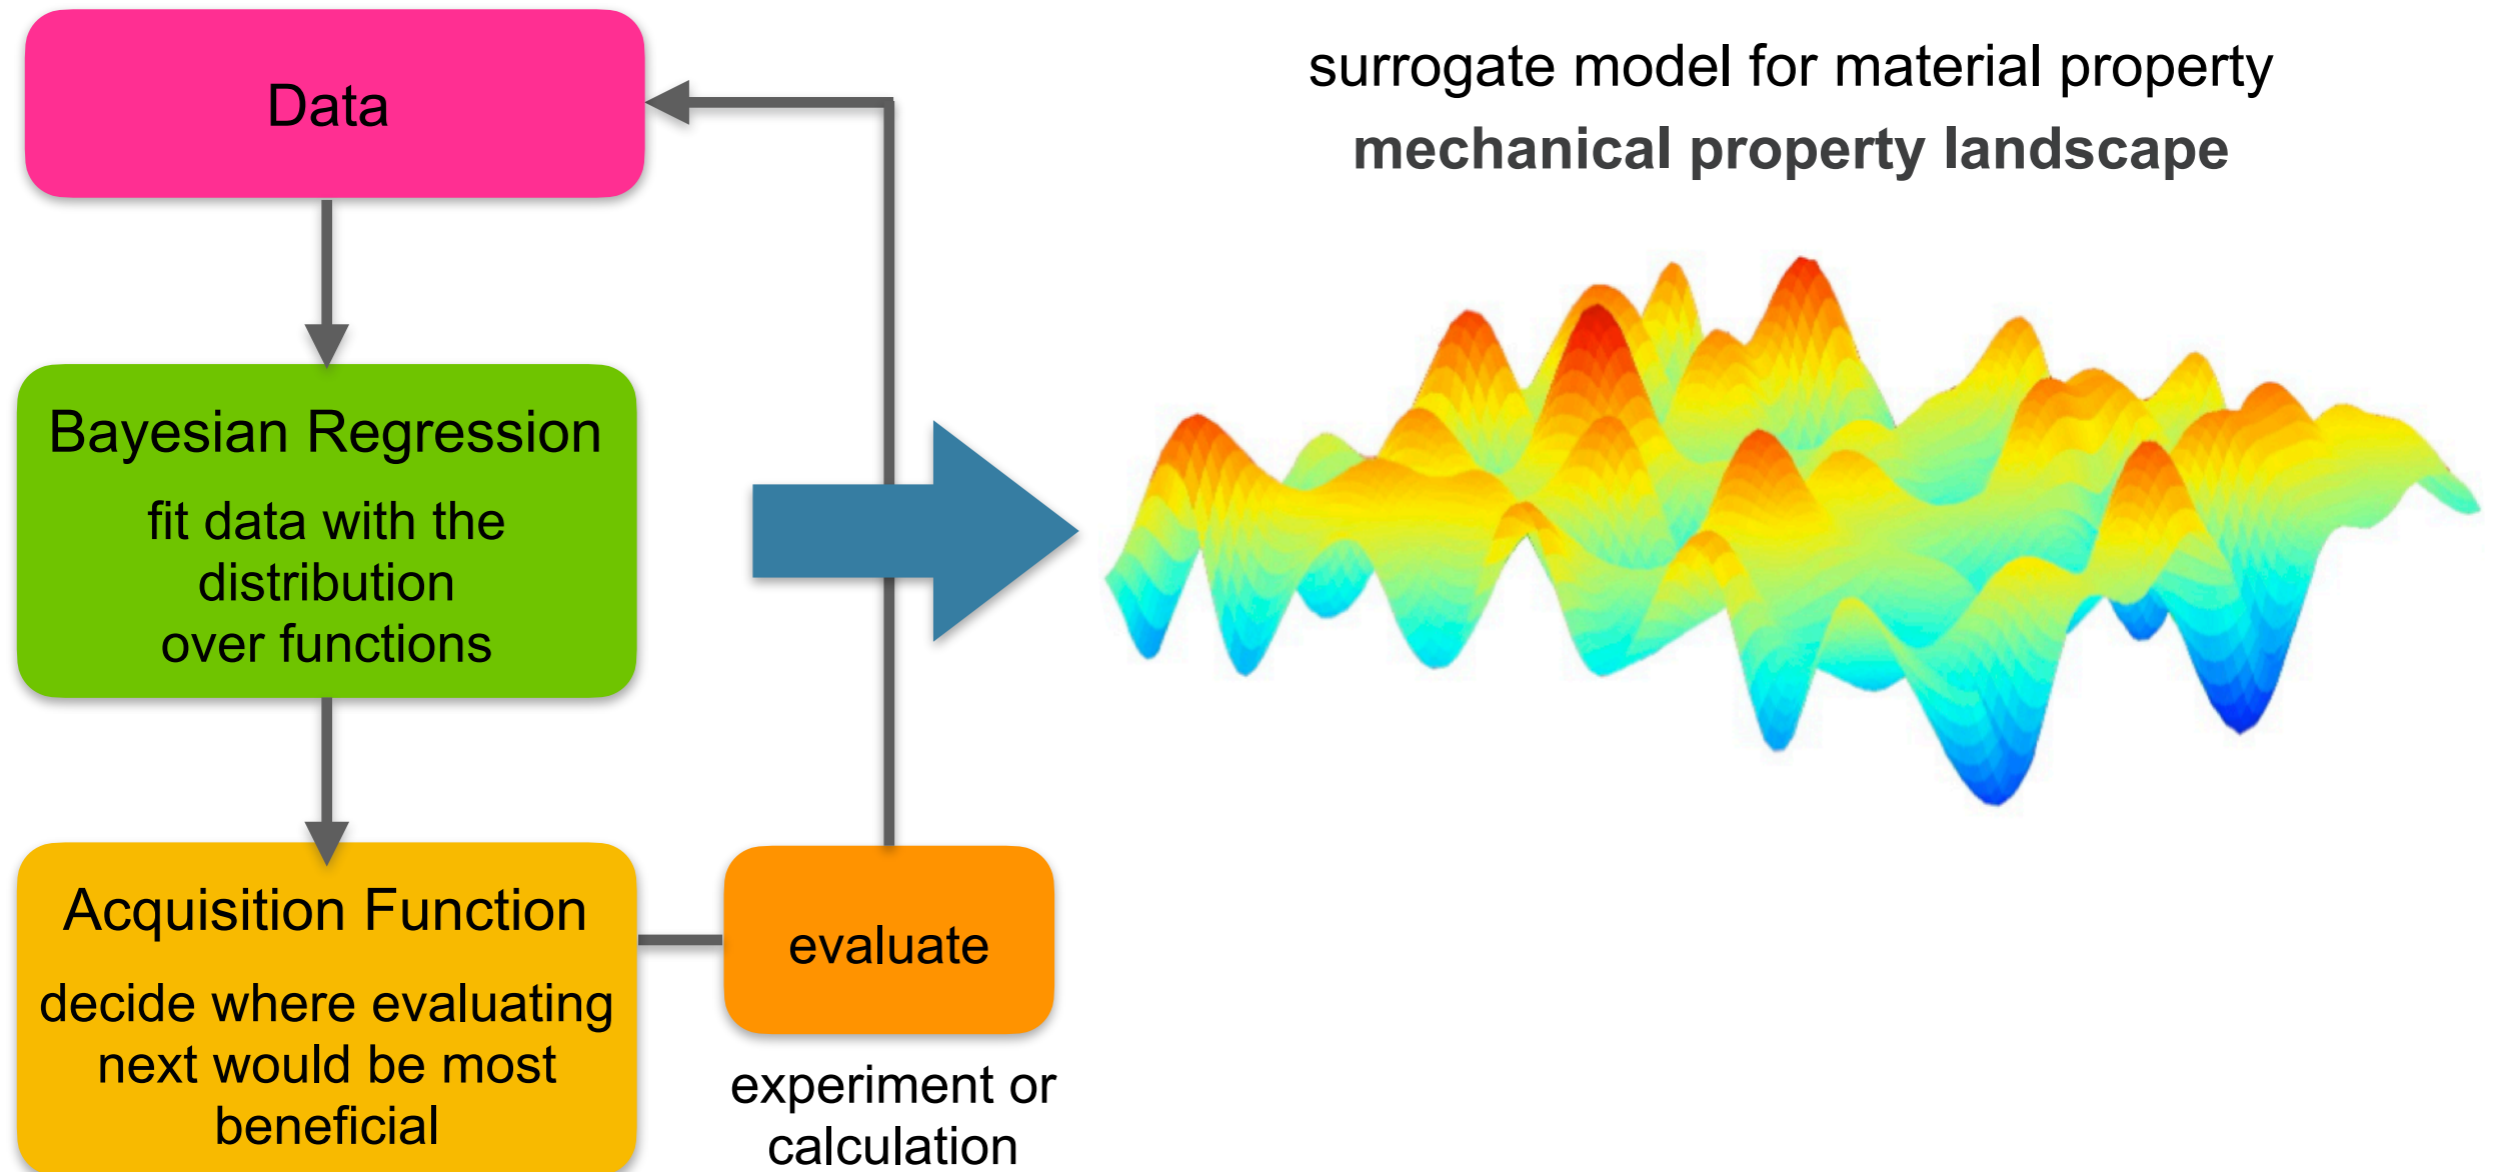 Data
Bayesian Regression
fit data with the
distribution
over functions
Acquisition Function
decide where evaluating
next would be most
beneficial
evaluate
experiment or
calculation
surrogate model for material property
mechanical property landscape